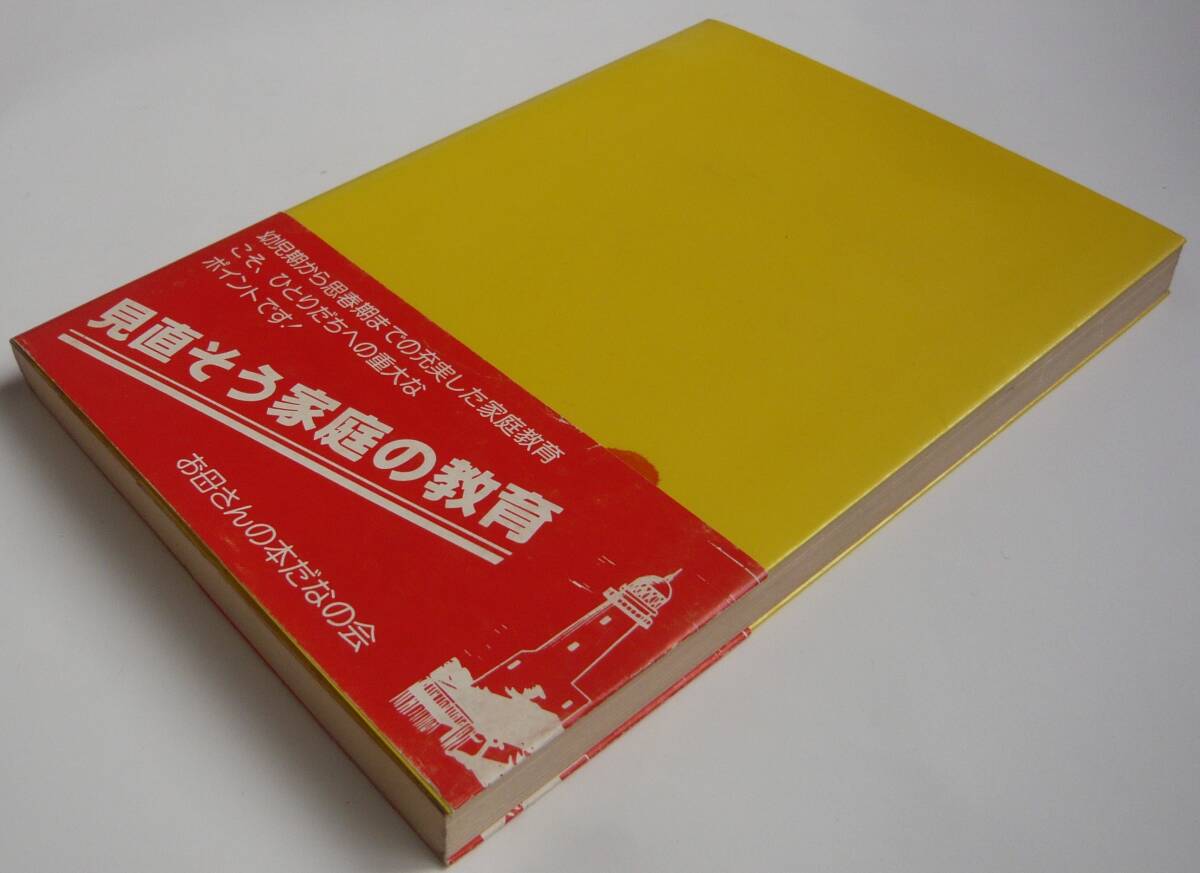 幼児期から思春期までの充実した家庭教育
こそ、ひとりだちへの重大な
ポイントです!
見直そう家庭の教育
お母さんの本だなの会